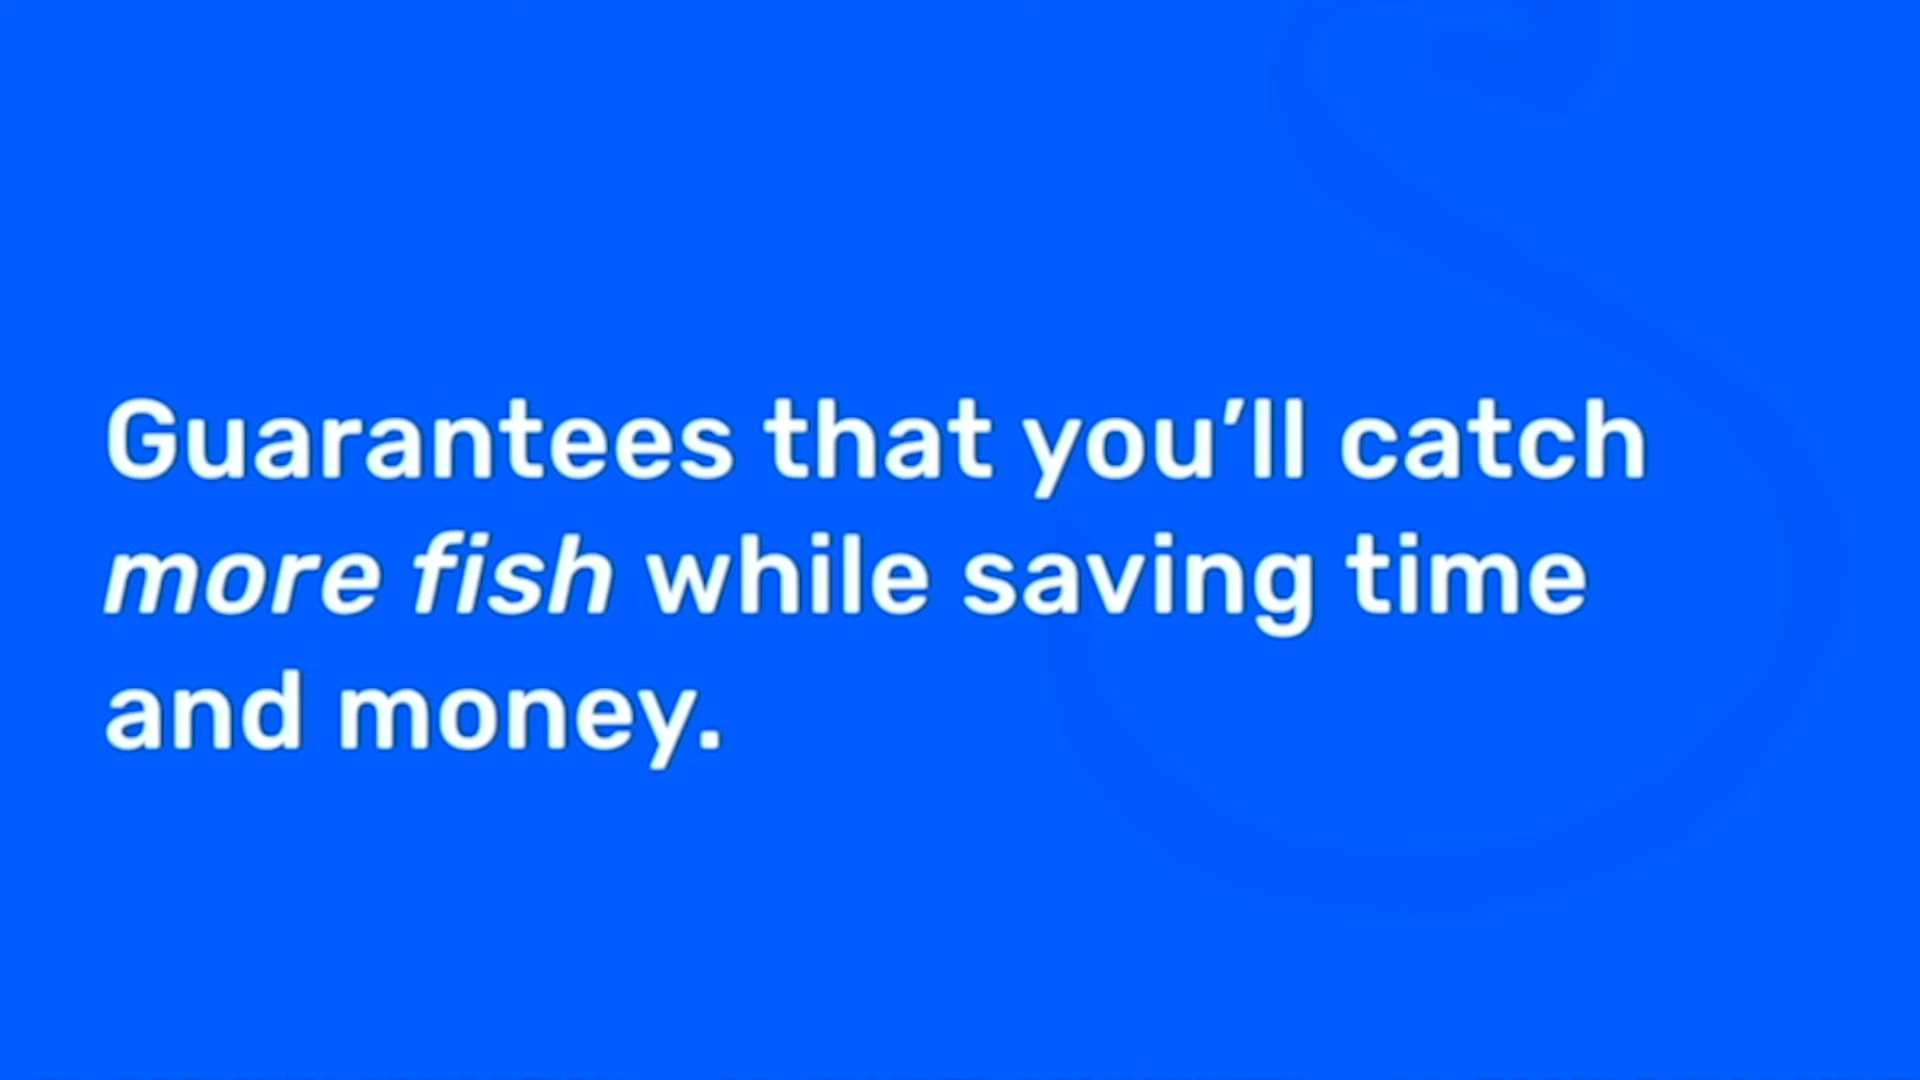 Guarantees that you’ll catch
more fish while saving time
and money.